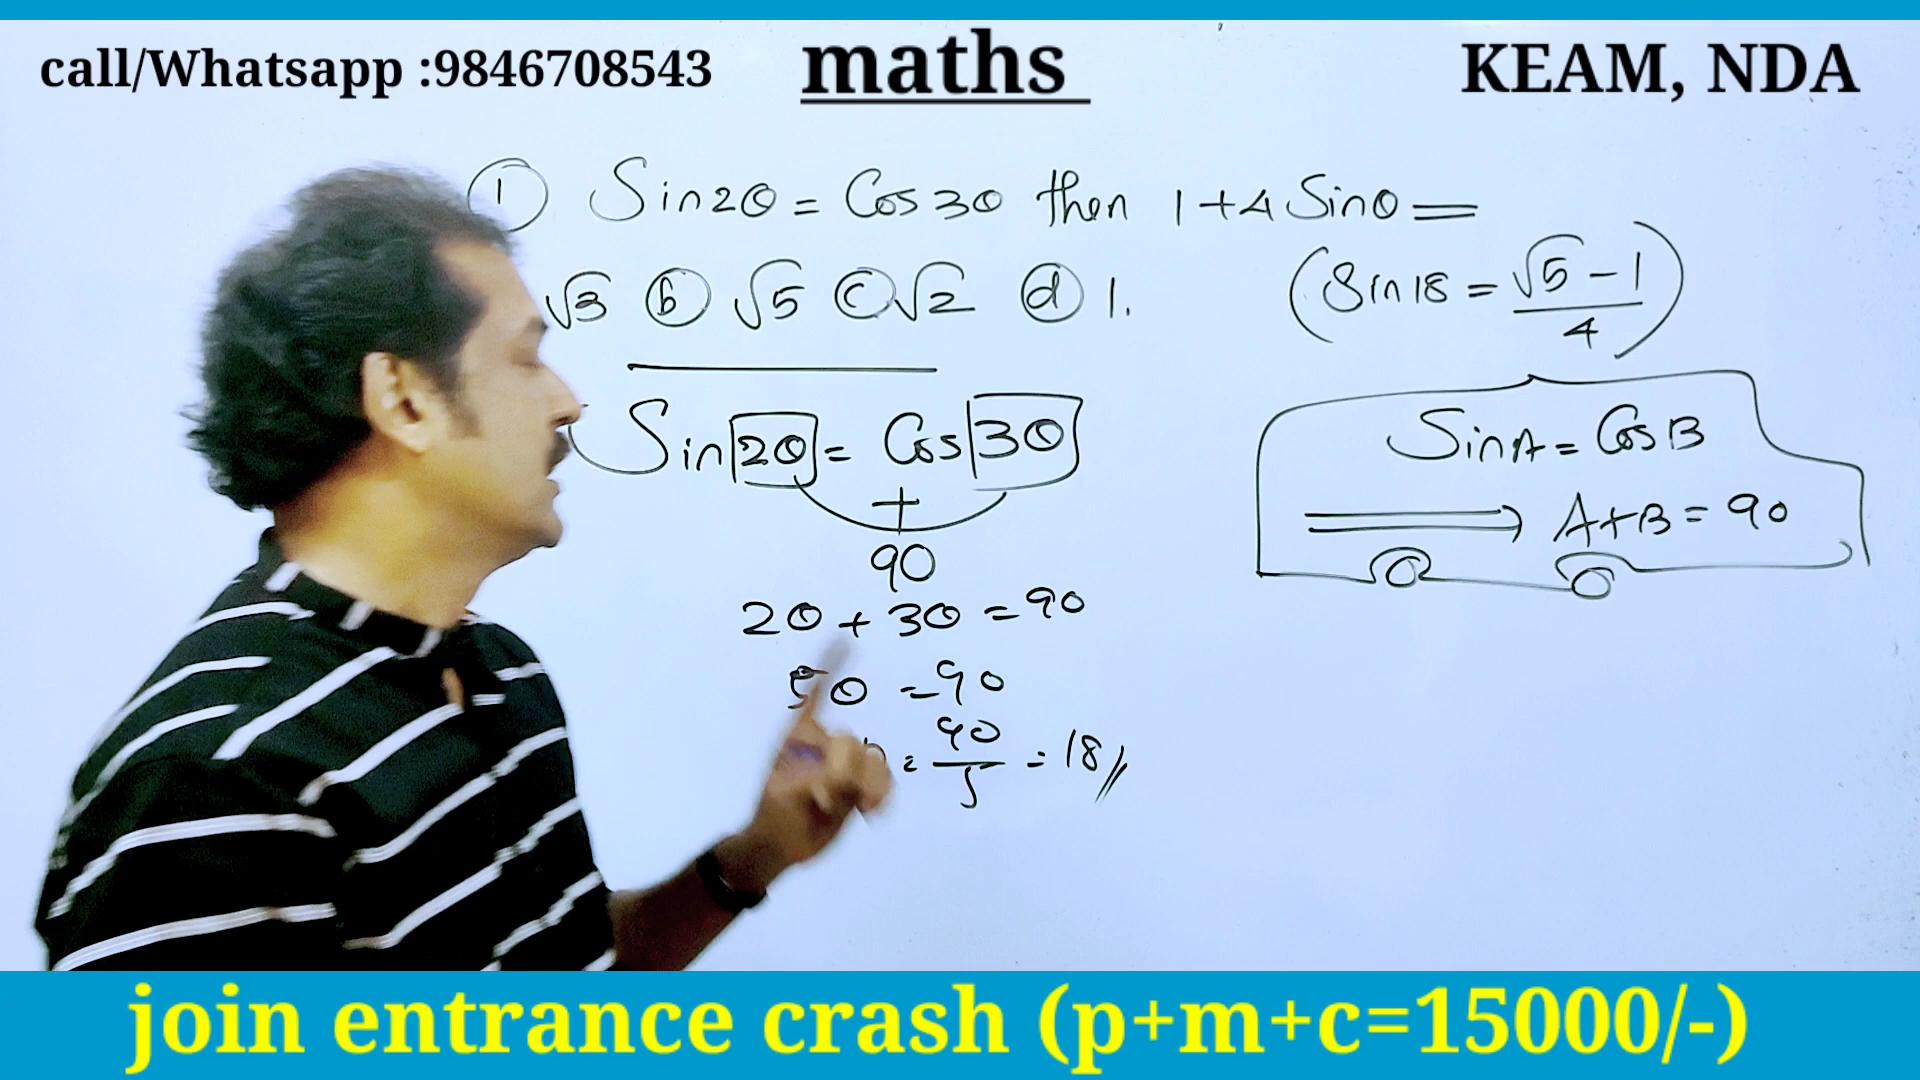 call/Whatsapp :9846708543 maths KEAM, NDA
① Sin2θ = Cos3θ then 1+4Sinθ =
√3 ⓑ √5 ⓒ √2 ⓓ 1.
(Sin18 = √5 - 1 / 4)
Sin 2θ = Cos 3θ
+
90
2θ + 3θ = 90
5θ = 90
= 90/5 = 18//
SinA = CosB
⟹ A+B = 90
join entrance crash (p+m+c=15000/-)